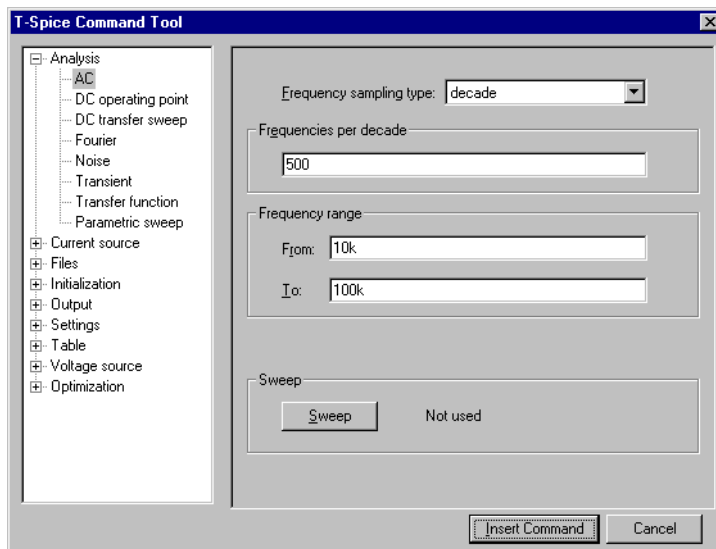 T-Spice Command Tool
Analysis
AC
DC operating point
DC transfer sweep
Fourier
Noise
Transient
Transfer function
Parametric sweep
Current source
Files
Initialization
Output
Settings
Table
Voltage source
Optimization
Frequency sampling type: decade
Frequencies per decade
500
Frequency range
From: 10k
To: 100k
Sweep
Sweep Not used
Insert Command Cancel